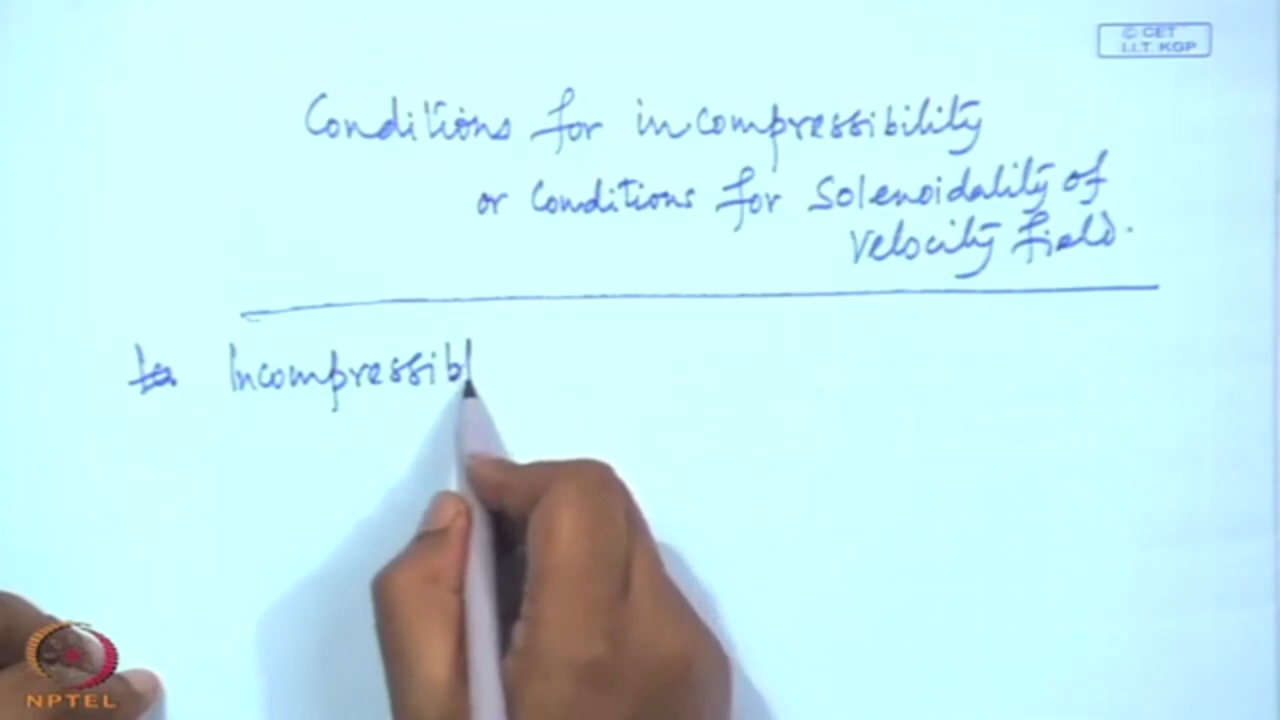 © CET
I.I.T. KGP
Conditions for incompressibility
or Conditions for Solenoidality of
Velocity field.
Incompressibl
NPTEL